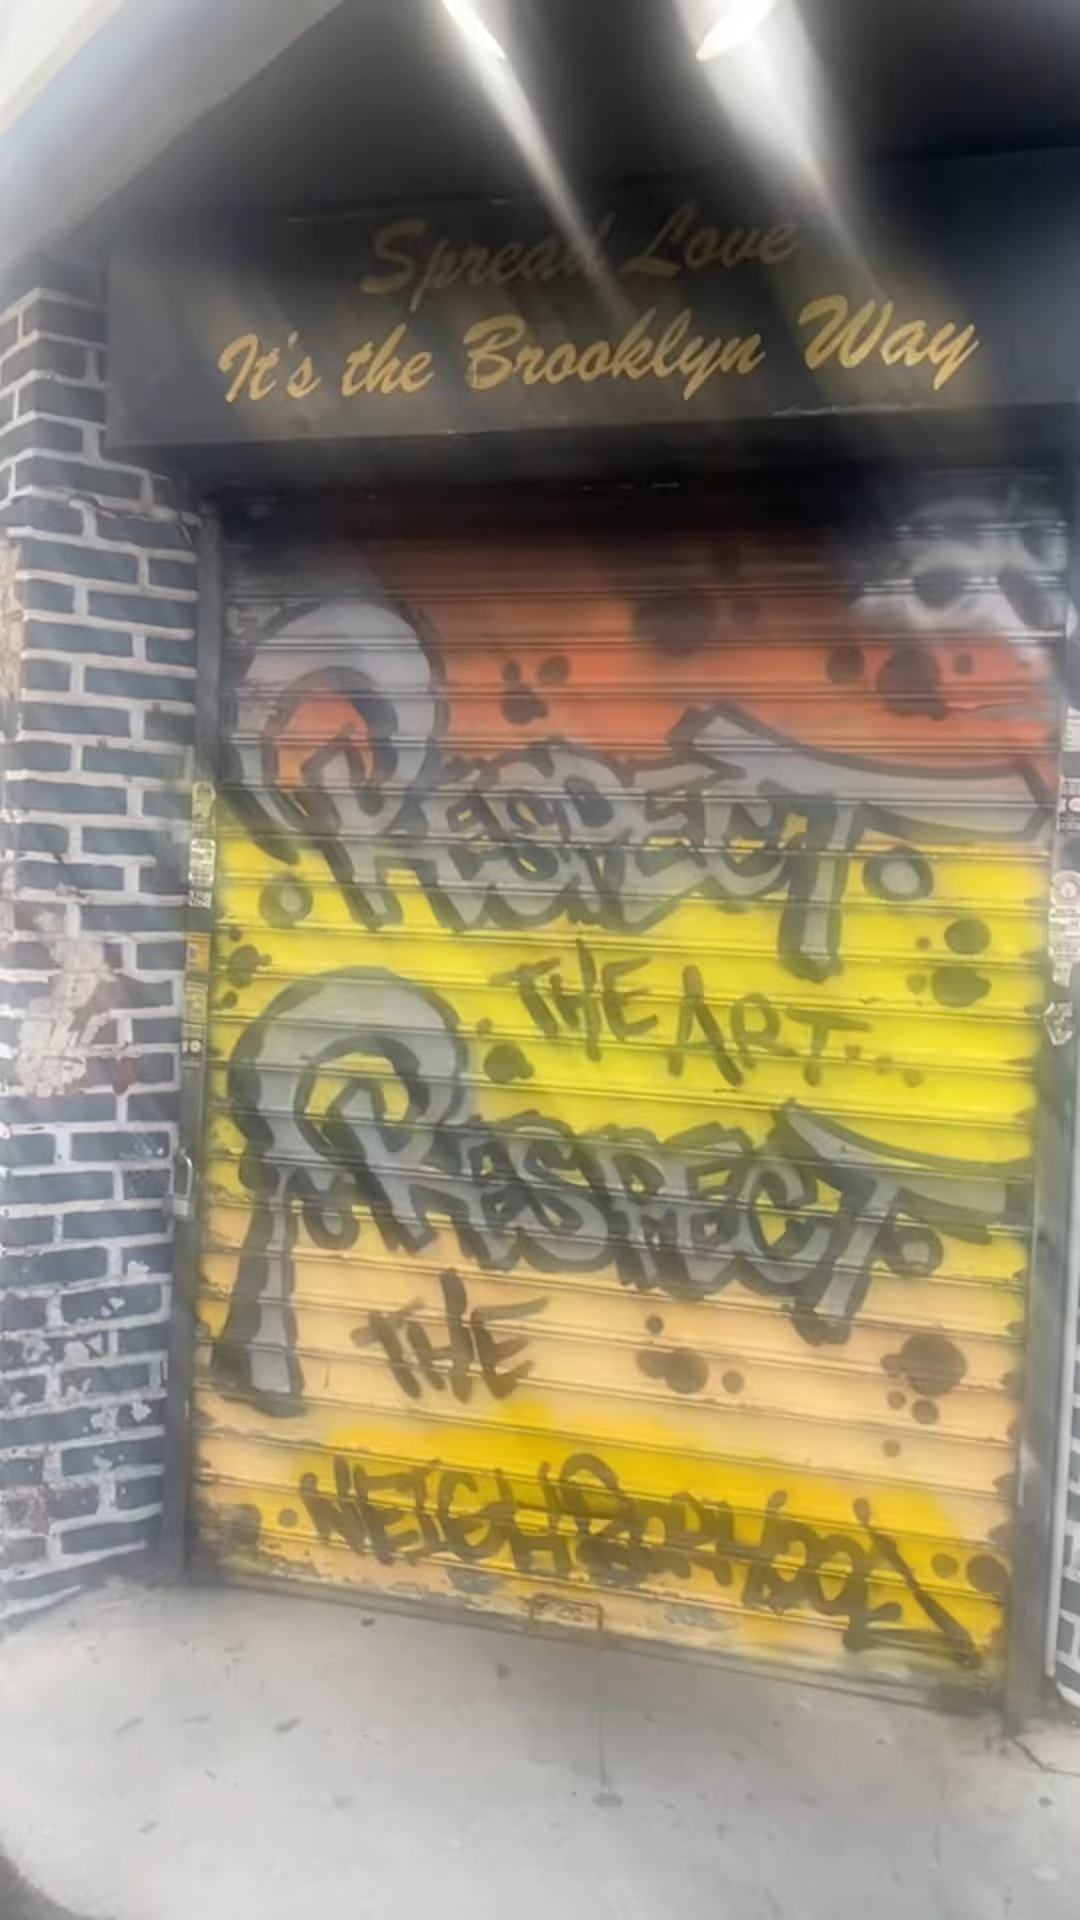 Spread Love
It's the Brooklyn Way
RESPECT
THE ART..
RESPECT
THE
NEIGHBORHOOD